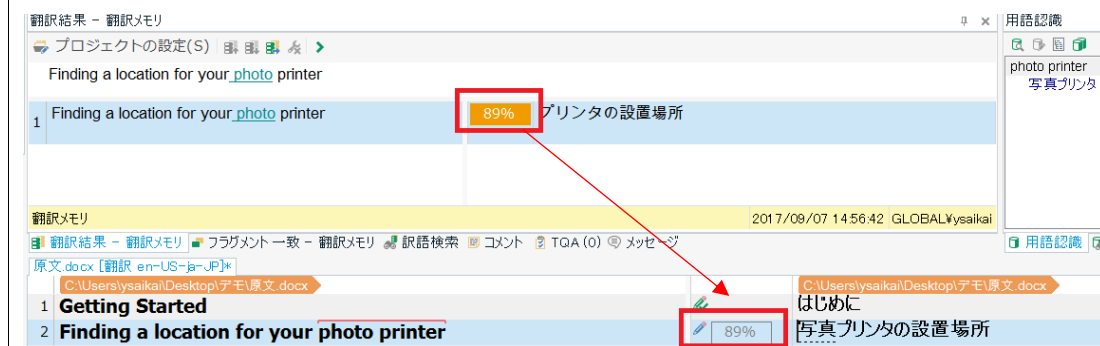 翻訳結果 - 翻訳メモリ
用語認識
プロジェクトの設定(S)
Finding a location for your photo printer
photo printer
写真プリンタ
1 Finding a location for your photo printer 89% プリンタの設置場所
翻訳メモリ 2017/09/07 14:56:42 GLOBAL¥ysaikai
翻訳結果 - 翻訳メモリ フラグメント一致 - 翻訳メモリ 訳語検索 コメント TQA (0) メッセージ
用語認識
原文.docx [翻訳 en-US-ja-JP]*
C:\Users\ysaikai\Desktop\デモ\原文.docx C:\Users\ysaikai\Desktop\デモ\原文.docx
1 Getting Started はじめに
2 Finding a location for your photo printer 89% 写真プリンタの設置場所